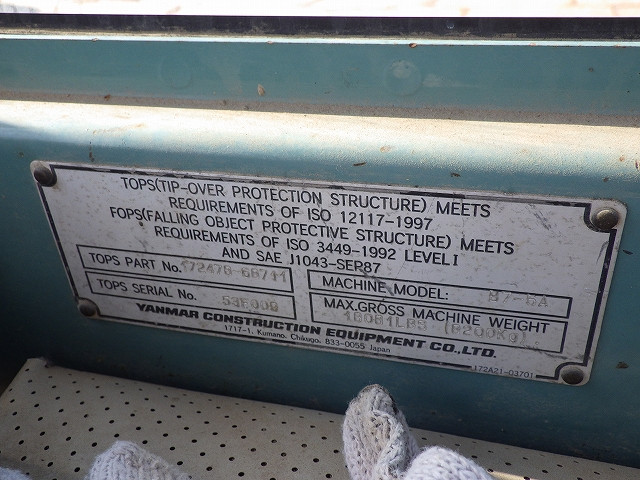 TOPS(TIP-OVER PROTECTION STRUCTURE) MEETS
REQUIREMENTS OF ISO 12117-1997
FOPS(FALLING OBJECT PROTECTIVE STRUCTURE) MEETS
REQUIREMENTS OF ISO 3449-1992 LEVEL I
AND SAE J1043-SEP87
TOPS PART No.
MACHINE MODEL:
TOPS SERIAL No.
MAX.GROSS MACHINE WEIGHT
YANMAR CONSTRUCTION EQUIPMENT CO.,LTD.
1717-1, Kumano, Chikugo, 833-0055 Japan
172A21-03701